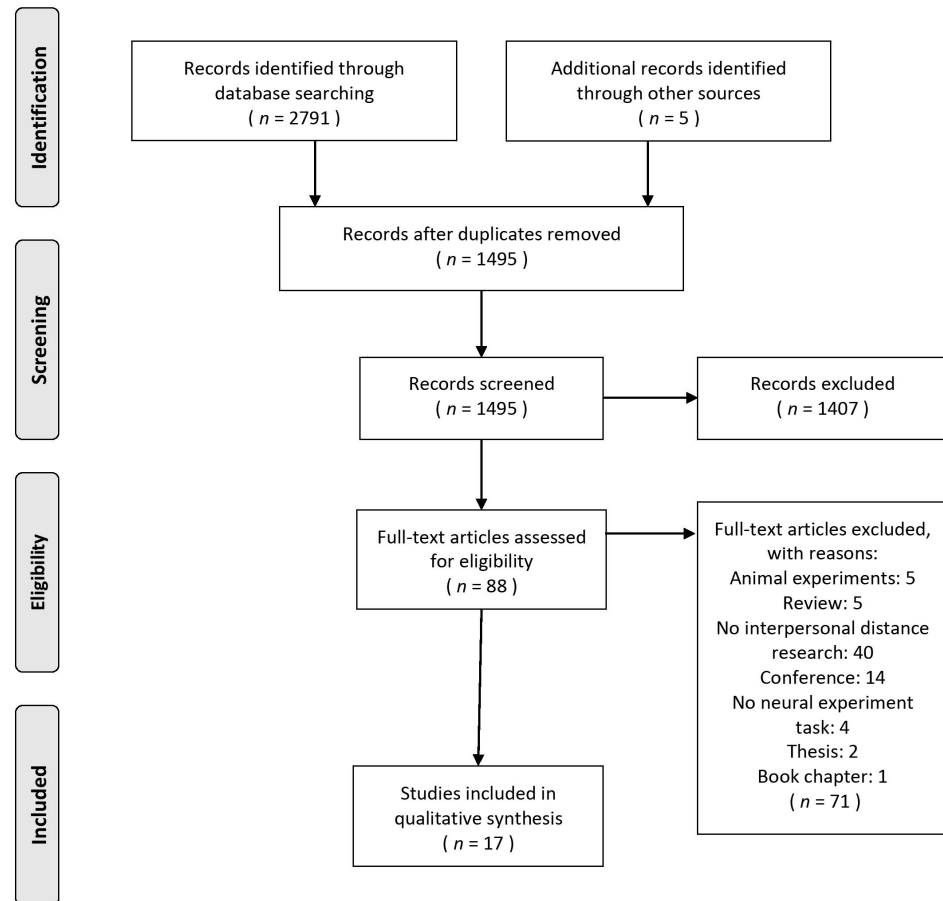 Identification
Records identified through
database searching
( n = 2791 )
Additional records identified
through other sources
( n = 5 )
Records after duplicates removed
( n = 1495 )
Screening
Records screened
( n = 1495 )
Records excluded
( n = 1407 )
Eligibility
Full-text articles assessed
for eligibility
( n = 88 )
Full-text articles excluded,
with reasons:
Animal experiments: 5
Review: 5
No interpersonal distance
research: 40
Conference: 14
No neural experiment
task: 4
Thesis: 2
Book chapter: 1
( n = 71 )
Included
Studies included in
qualitative synthesis
( n = 17 )